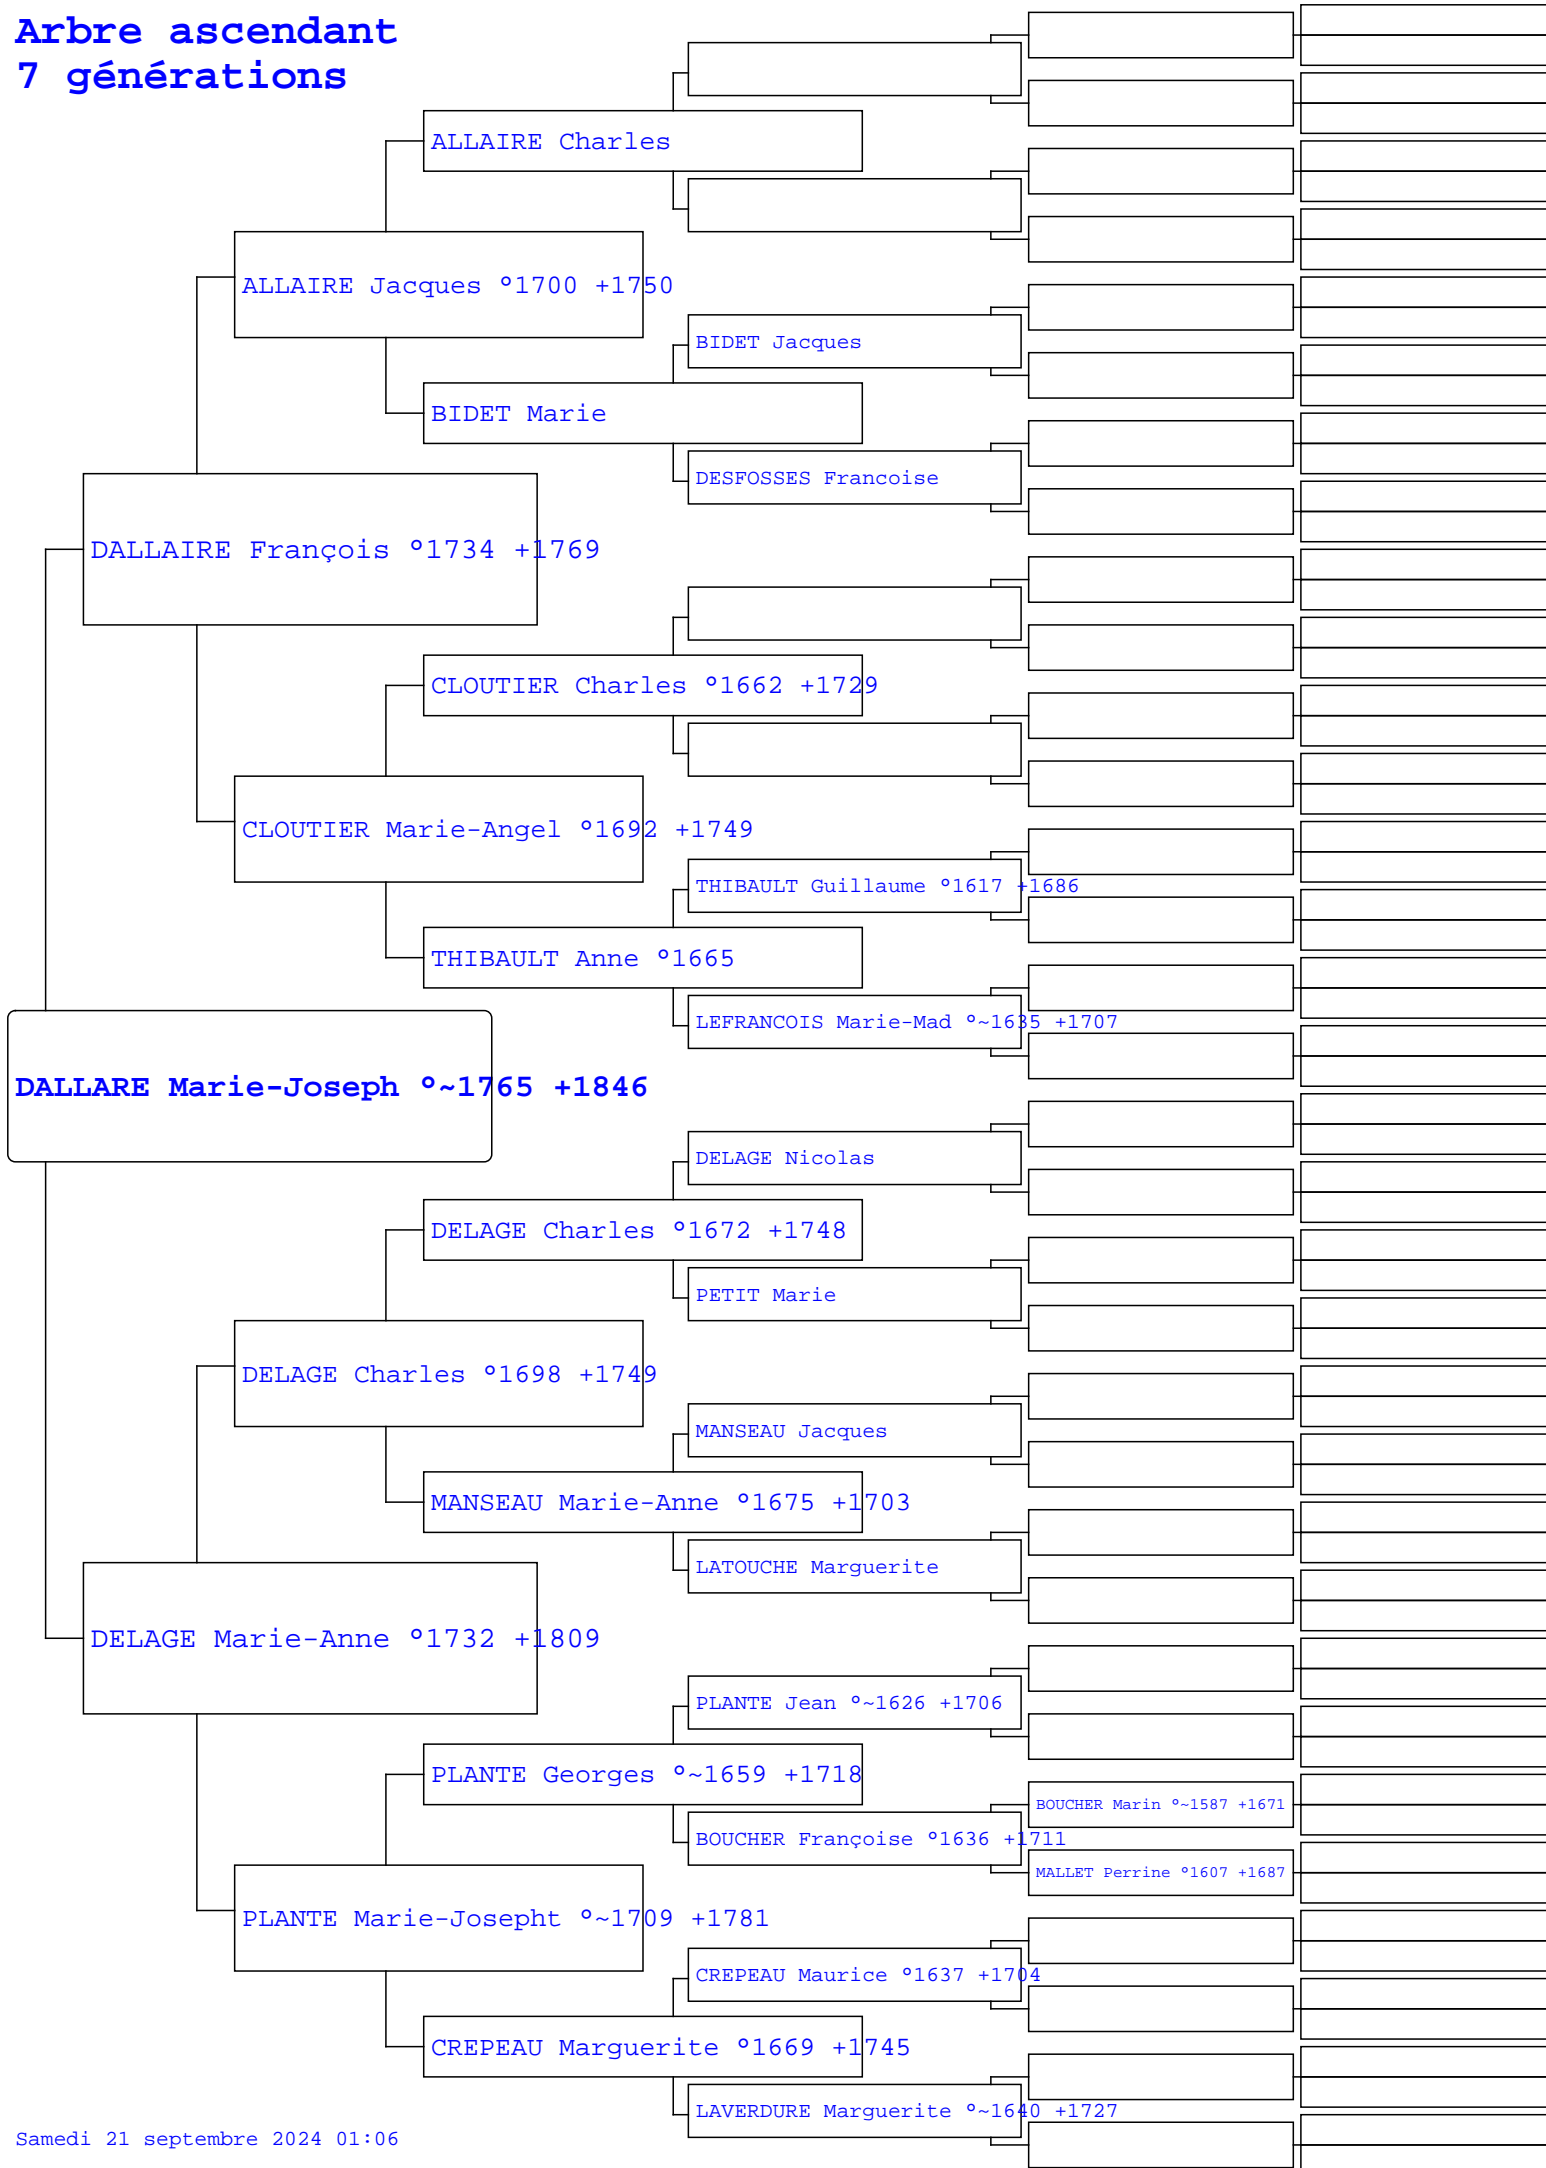 Arbre ascendant
7 générations
ALLAIRE Charles
ALLAIRE Jacques °1700 +1750
BIDET Jacques
BIDET Marie
DESFOSSES Francoise
DALLAIRE François °1734 +1769
CLOUTIER Charles °1662 +1729
CLOUTIER Marie-Angel °1692 +1749
THIBAULT Guillaume °1617 +1686
THIBAULT Anne °1665
LEFRANCOIS Marie-Mad °~1635 +1707
DALLARE Marie-Joseph °~1765 +1846
DELAGE Nicolas
DELAGE Charles °1672 +1748
PETIT Marie
DELAGE Charles °1698 +1749
MANSEAU Jacques
MANSEAU Marie-Anne °1675 +1703
LATOUCHE Marguerite
DELAGE Marie-Anne °1732 +1809
PLANTE Jean °~1626 +1706
PLANTE Georges °~1659 +1718
BOUCHER Marin °~1587 +1671
BOUCHER Françoise °1636 +1711
MALLET Perrine °1607 +1687
PLANTE Marie-Josepht °~1709 +1781
CREPEAU Maurice °1637 +1704
CREPEAU Marguerite °1669 +1745
LAVERDURE Marguerite °~1640 +1727
Samedi 21 septembre 2024 01:06